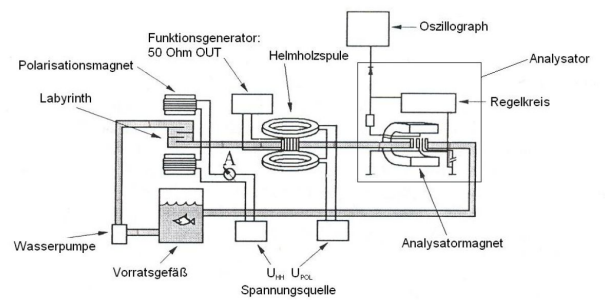 Oszillograph
Funktionsgenerator:
50 Ohm OUT
Helmholzspule
Polarisationsmagnet
Analysator
Labyrinth
Regelkreis
A
Wasserpumpe
Vorratsgefäß
Analysatormagnet
U_HH U_POL
Spannungsquelle